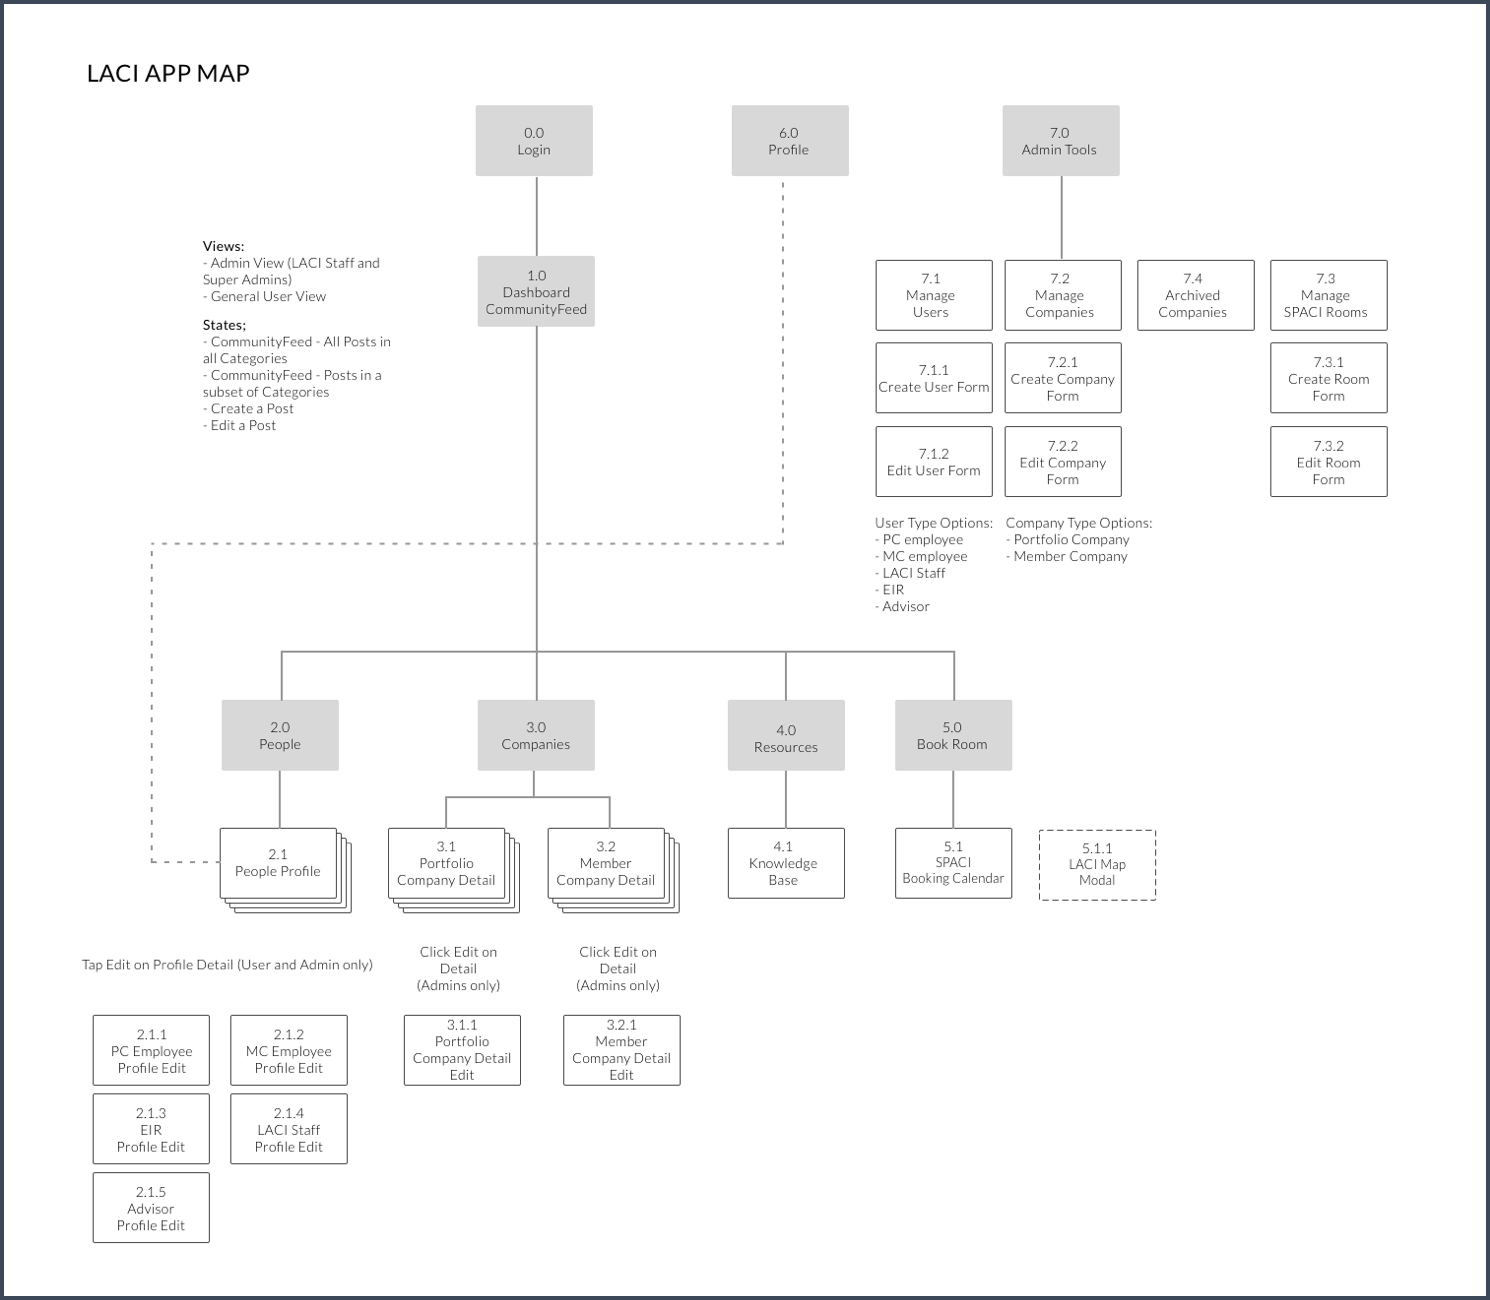 LACI APP MAP
0.0
Login
6.0
Profile
7.0
Admin Tools
Views:
- Admin View (LACI Staff and
Super Admins)
- General User View
States;
- CommunityFeed - All Posts in
all Categories
- CommunityFeed - Posts in a
subset of Categories
- Create a Post
- Edit a Post
1.0
Dashboard
CommunityFeed
7.1
Manage
Users
7.2
Manage
Companies
7.4
Archived
Companies
7.3
Manage
SPACI Rooms
7.1.1
Create User Form
7.2.1
Create Company
Form
7.3.1
Create Room
Form
7.1.2
Edit User Form
7.2.2
Edit Company
Form
7.3.2
Edit Room
Form
User Type Options:
- PC employee
- MC employee
- LACI Staff
- EIR
- Advisor
Company Type Options:
- Portfolio Company
- Member Company
2.0
People
3.0
Companies
4.0
Resources
5.0
Book Room
2.1
People Profile
3.1
Portfolio
Company Detail
3.2
Member
Company Detail
4.1
Knowledge
Base
5.1
SPACI
Booking Calendar
5.1.1
LACI Map
Modal
Tap Edit on Profile Detail (User and Admin only)
Click Edit on
Detail
(Admins only)
Click Edit on
Detail
(Admins only)
2.1.1
PC Employee
Profile Edit
2.1.2
MC Employee
Profile Edit
3.1.1
Portfolio
Company Detail
Edit
3.2.1
Member
Company Detail
Edit
2.1.3
EIR
Profile Edit
2.1.4
LACI Staff
Profile Edit
2.1.5
Advisor
Profile Edit